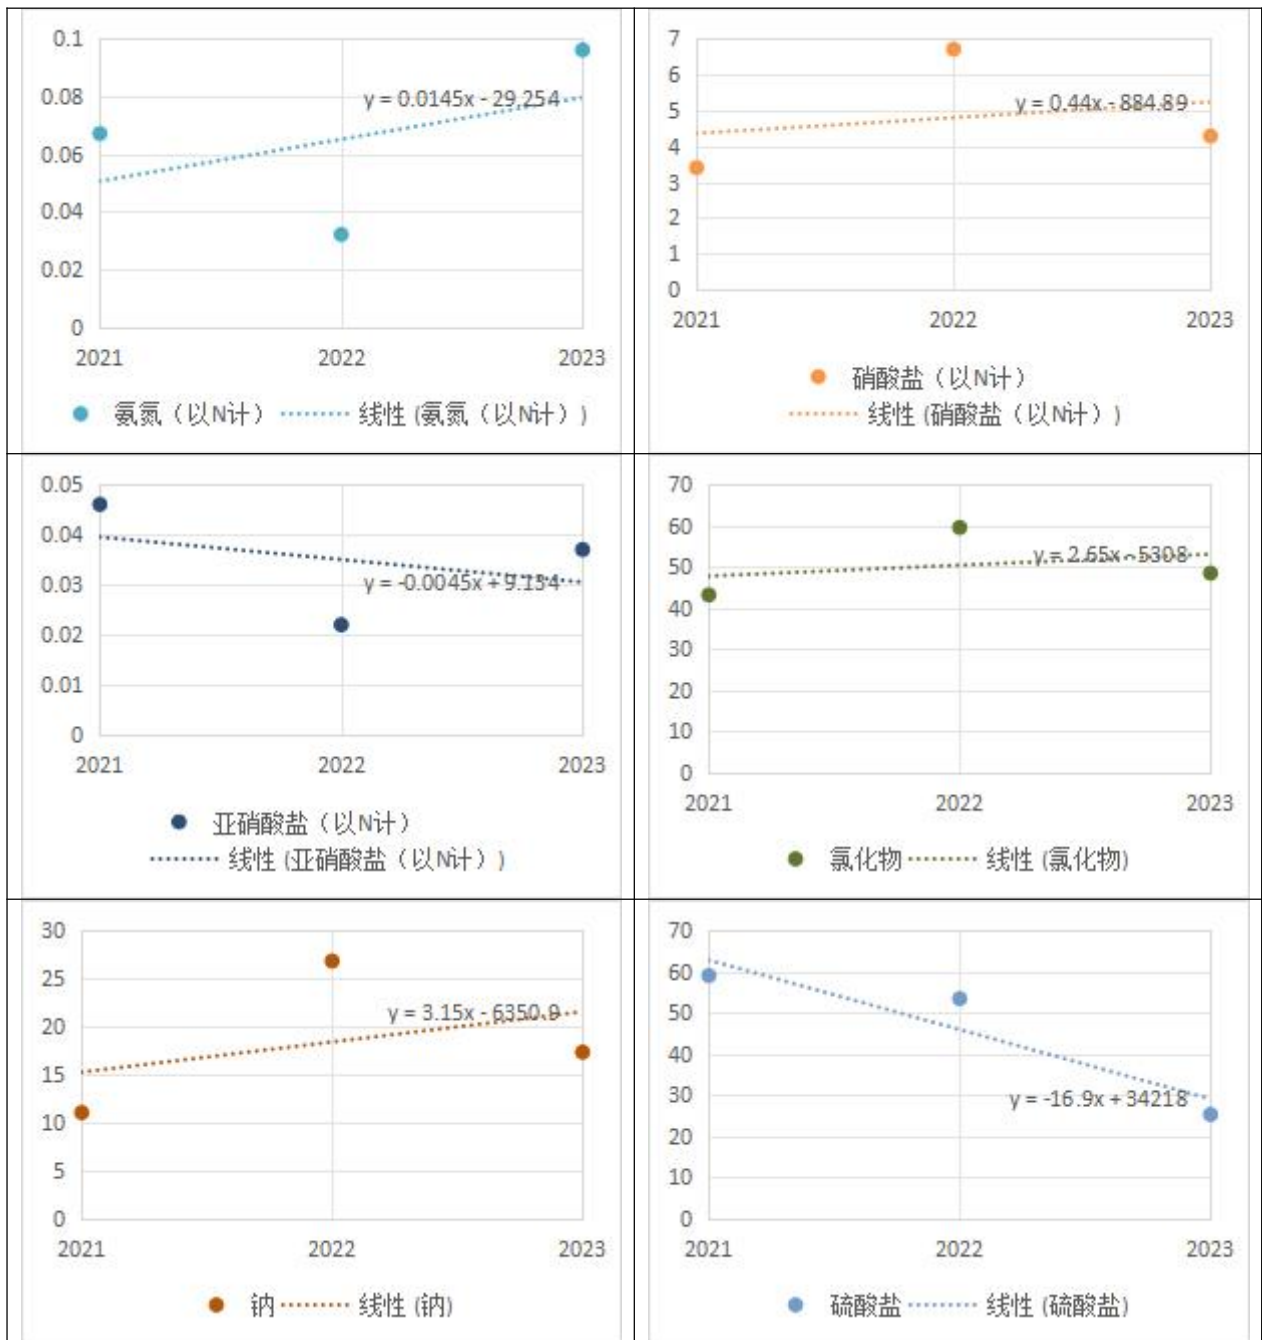 0.1
0.08
0.06
0.04
0.02
0
y = 0.0145x - 29.254
2021 2022 2023
氨氮（以N计） 线性 (氨氮（以N计）)
7
6
5
4
3
2
1
0
y = 0.44x - 884.89
2021 2022 2023
硝酸盐（以N计）
线性 (硝酸盐（以N计）)
0.05
0.04
0.03
0.02
0.01
0
y = -0.0045x + 9.134
2021 2022 2023
亚硝酸盐（以N计）
线性 (亚硝酸盐（以N计）)
70
60
50
40
30
20
10
0
y = 2.65x - 5308
2021 2022 2023
氯化物 线性 (氯化物)
30
25
20
15
10
5
0
y = 3.15x - 6350.9
2021 2022 2023
钠 线性 (钠)
70
60
50
40
30
20
10
0
y = -16.9x + 34218
2021 2022 2023
硫酸盐 线性 (硫酸盐)